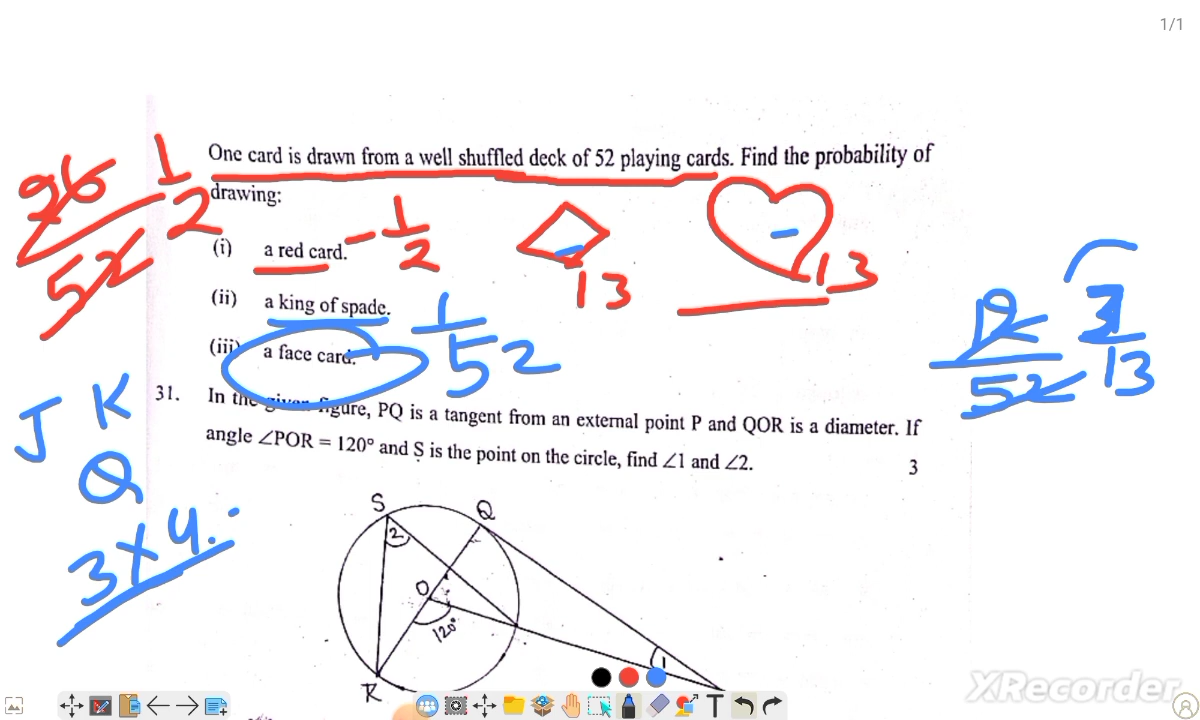 1/1
One card is drawn from a well shuffled deck of 52 playing cards. Find the probability of
drawing:
(i) a red card. - 1/2
(ii) a king of spade.
(iii) a face card.
26/52 1/2
13
13
1/52
12/52 3/13
J K
Q
3 x 4.
31. In the given figure, PQ is a tangent from an external point P and QOR is a diameter. If
angle ∠POR = 120° and S is the point on the circle, find ∠1 and ∠2.
3
S
Q
2
O
120°
1
R
T
XRecorder